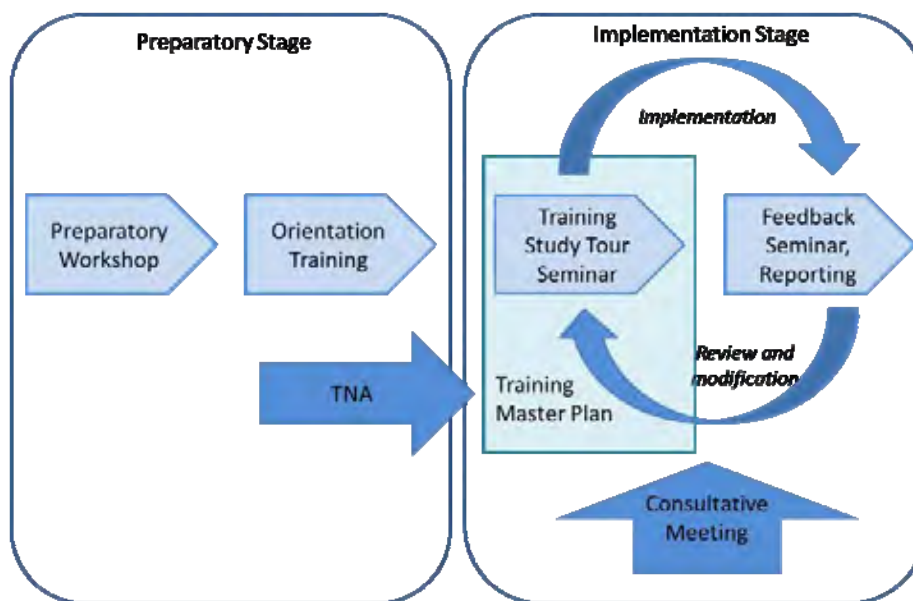 Preparatory Stage
Preparatory
Workshop
Orientation
Training
TNA
Implementation Stage
Implementation
Training
Study Tour
Seminar
Feedback
Seminar,
Reporting
Review and
modification
Training
Master Plan
Consultative
Meeting